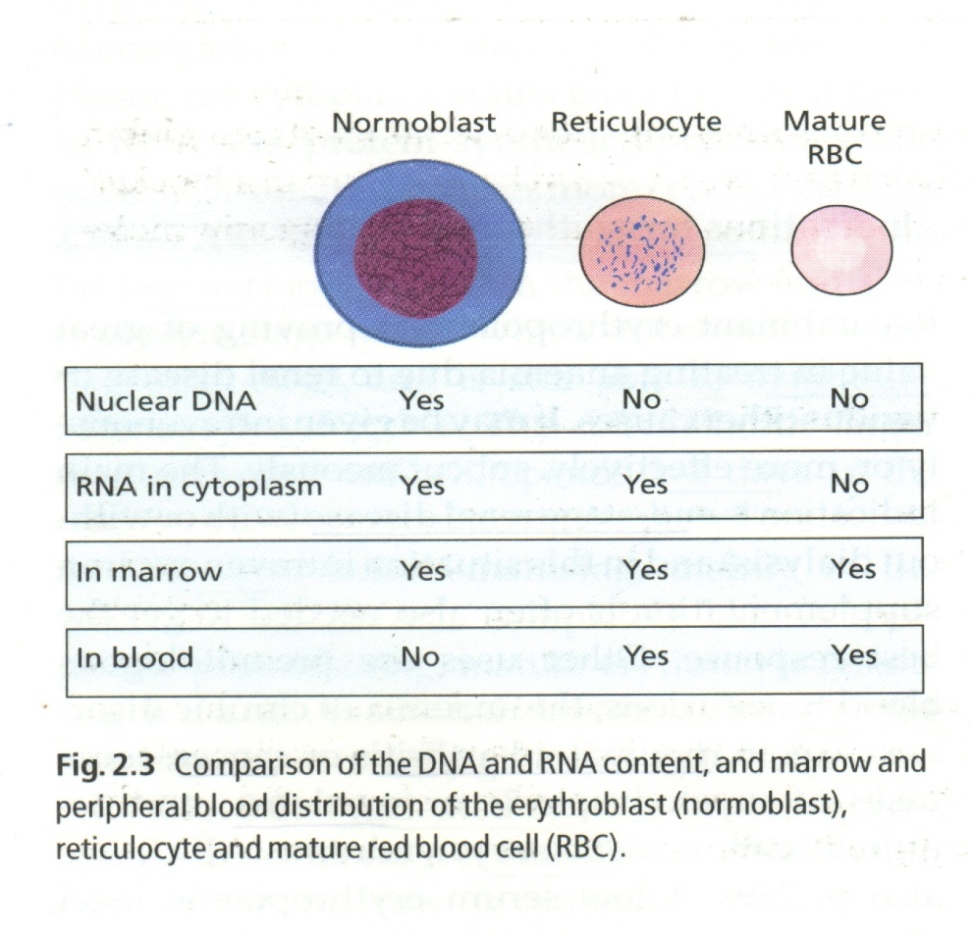 Normoblast Reticulocyte Mature
RBC
Nuclear DNA Yes No No
RNA in cytoplasm Yes Yes No
In marrow Yes Yes Yes
In blood No Yes Yes
Fig. 2.3 Comparison of the DNA and RNA content, and marrow and
peripheral blood distribution of the erythroblast (normoblast),
reticulocyte and mature red blood cell (RBC).